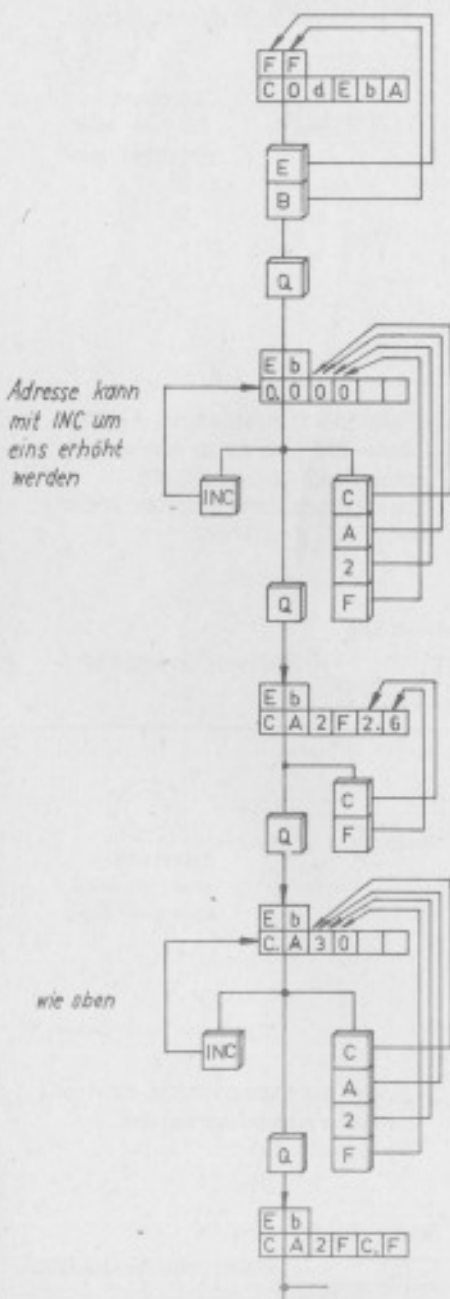 F F
C 0 d E b A
E
B
Q
E b
0. 0 0 0
Adresse kann
mit INC um
eins erhöht
werden
INC
C
A
2
F
Q
E b
C A 2 F 2. 6
C
F
Q
E b
C. A 3 0
wie oben
INC
C
A
2
F
Q
E b
C A 2 F C. F